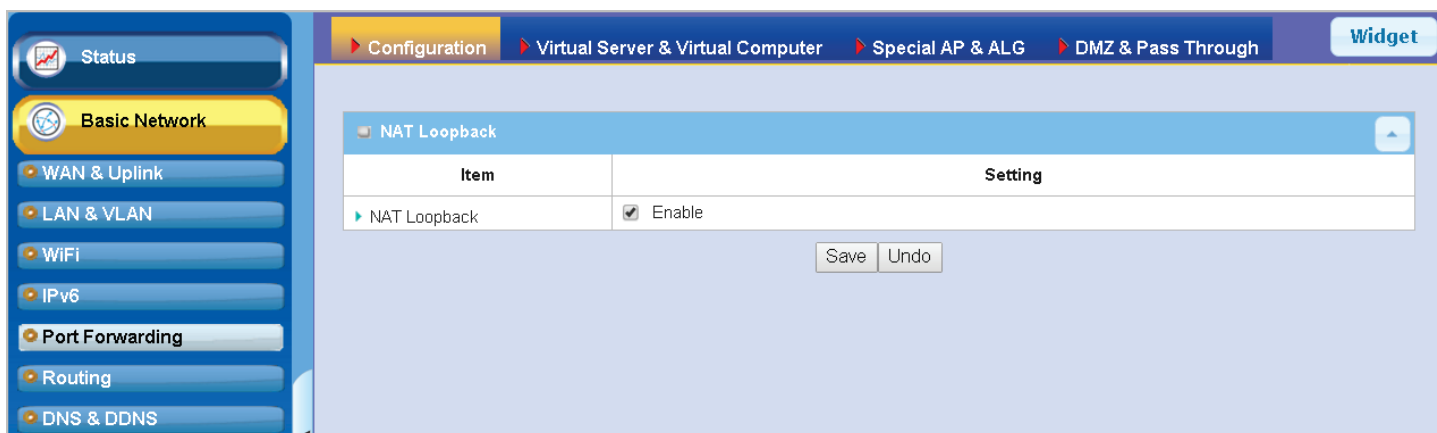 Status
Basic Network
WAN & Uplink
LAN & VLAN
WiFi
IPv6
Port Forwarding
Routing
DNS & DDNS
Configuration
Virtual Server & Virtual Computer
Special AP & ALG
DMZ & Pass Through
Widget
NAT Loopback
Item
Setting
NAT Loopback
Enable
Save
Undo